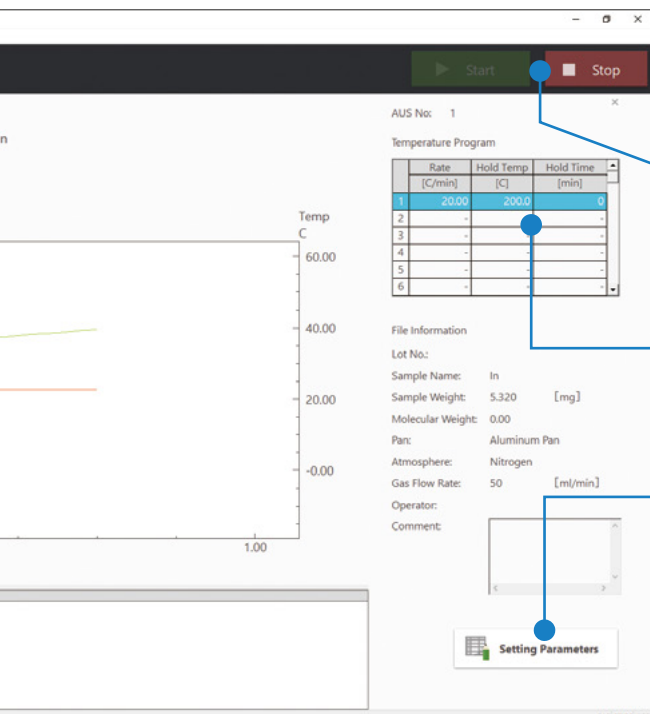 Start
Stop
AUS No: 1
n
Temperature Program
Rate Hold Temp Hold Time
[C/min] [C] [min]
1 20.00 200.0 0
2 - - -
3 - - -
4 - - -
5 - - -
6 - - -
Temp
C
60.00
40.00
20.00
-0.00
1.00
File Information
Lot No.:
Sample Name: In
Sample Weight: 5.320 [mg]
Molecular Weight: 0.00
Pan: Aluminum Pan
Atmosphere: Nitrogen
Gas Flow Rate: 50 [ml/min]
Operator:
Comment:
Setting Parameters